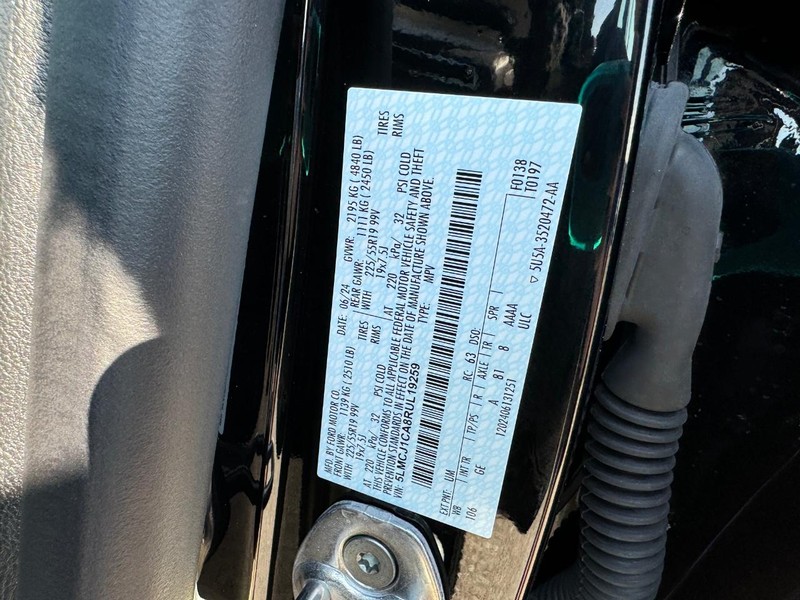 MFD. BY FORD MOTOR CO. DATE: 06/24 GVWR: 2195 KG ( 4840 LB)
FRONT GAWR: 1139 KG ( 2510 LB) REAR GAWR: 1111 KG ( 2450 LB)
WITH 225/55R19 99V TIRES WITH 225/55R19 99V TIRES
19x7.5J RIMS 19x7.5J RIMS
AT 220 kPa/ 32 PSI COLD AT 220 kPa/ 32 PSI COLD
THIS VEHICLE CONFORMS TO ALL APPLICABLE FEDERAL MOTOR VEHICLE SAFETY AND THEFT
PREVENTION STANDARDS IN EFFECT ON THE DATE OF MANUFACTURE SHOWN ABOVE.
VIN: 5LMCJ1CA8RUL19259 TYPE: MPV
EXT PNT: UM RC: 63 DSO: F0138
T0197
WB INT TR TP/PS R AXLE TR SPR
106 GE A B1 8 AAAA
1202406131251 ULC ▽ 5U5A-3520472-AA